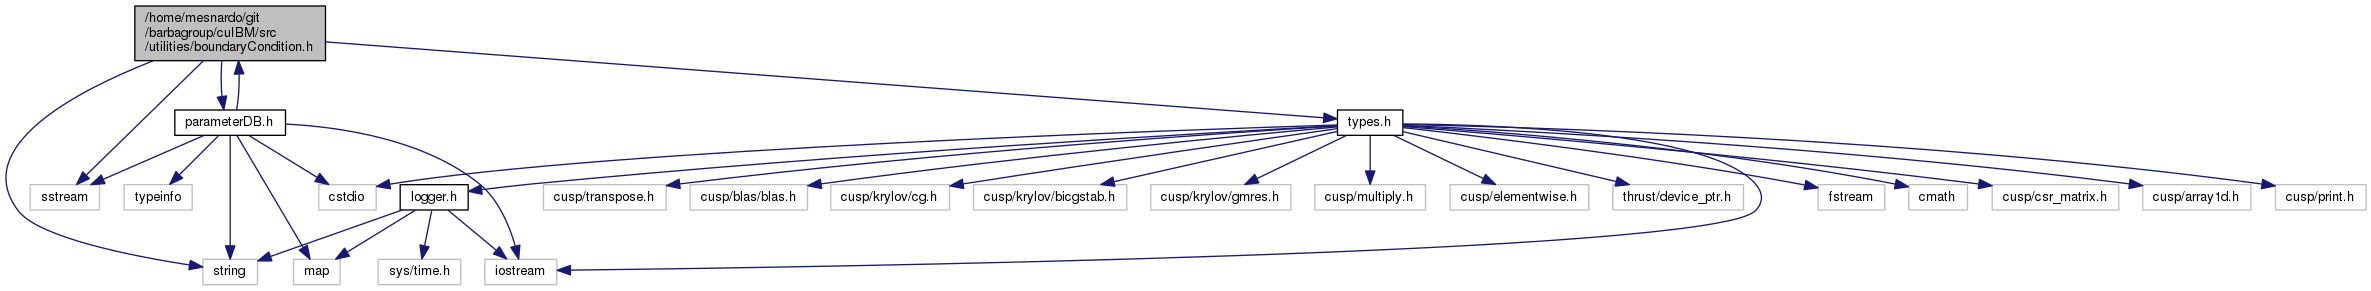 /home/mesnardo/git
/barbagroup/cuIBM/src
/utilities/boundaryCondition.h
parameterDB.h
types.h
sstream
typeinfo
cstdio
logger.h
cusp/transpose.h
cusp/blas/blas.h
cusp/krylov/cg.h
cusp/krylov/bicgstab.h
cusp/krylov/gmres.h
cusp/multiply.h
cusp/elementwise.h
thrust/device_ptr.h
fstream
cmath
cusp/csr_matrix.h
cusp/array1d.h
cusp/print.h
string
map
sys/time.h
iostream